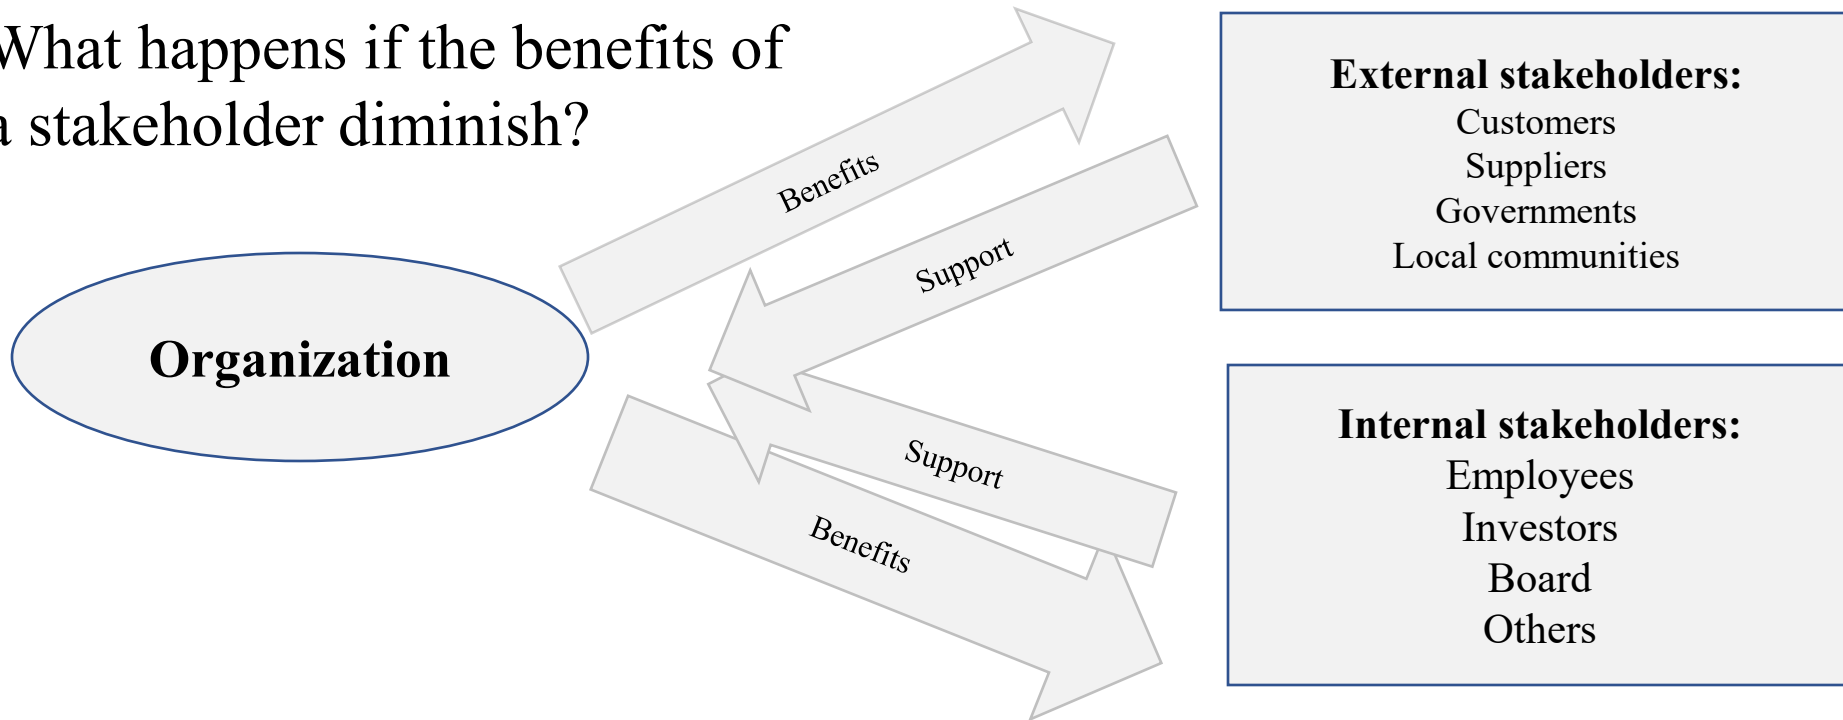 What happens if the benefits of
a stakeholder diminish?
Benefits
Support
Organization
Support
Benefits
External stakeholders:
Customers
Suppliers
Governments
Local communities
Internal stakeholders:
Employees
Investors
Board
Others